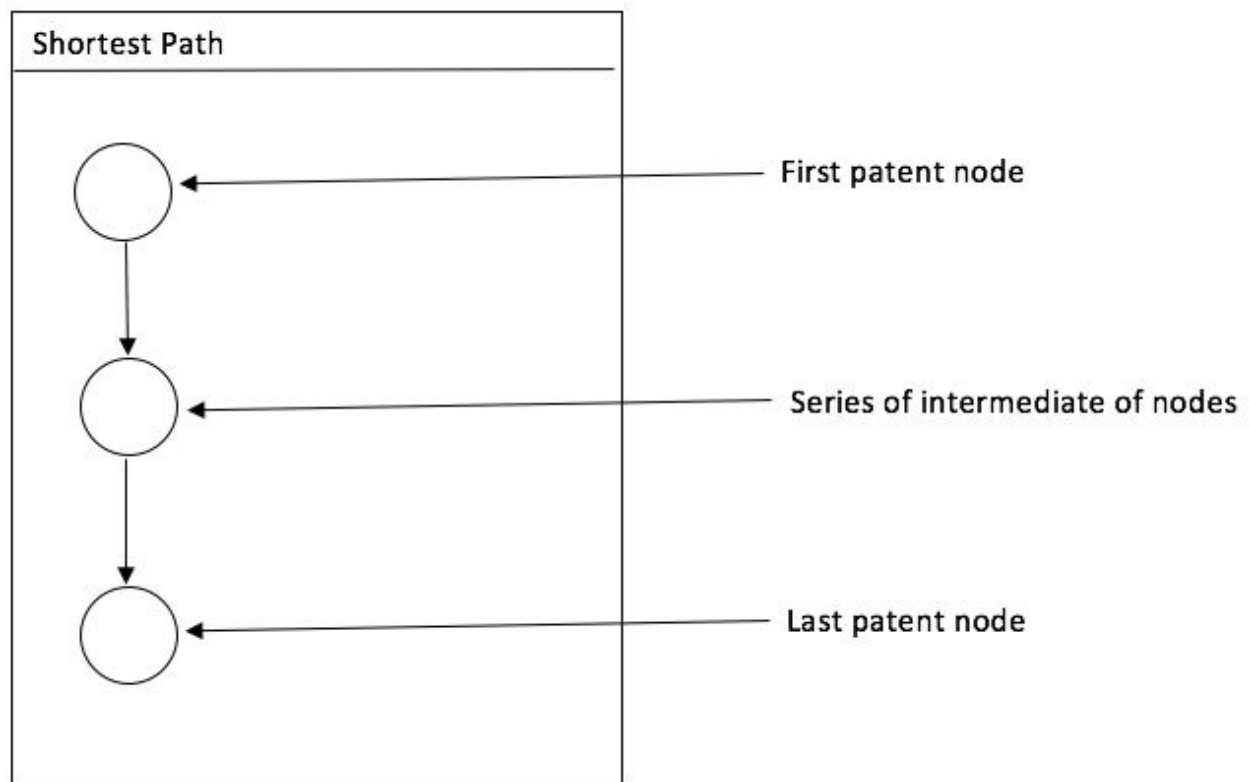 Shortest Path
First patent node
Series of intermediate of nodes
Last patent node